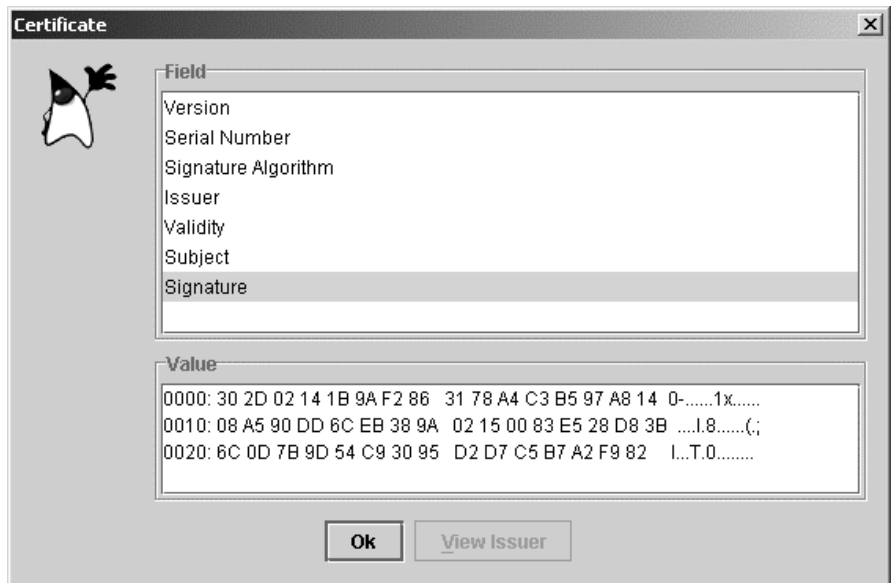 Certificate
Field
Version
Serial Number
Signature Algorithm
Issuer
Validity
Subject
Signature
Value
0000: 30 2D 02 14 1B 9A F2 86 31 78 A4 C3 B5 97 A8 14 0-......1x......
0010: 08 A5 90 DD 6C EB 38 9A 02 15 00 83 E5 28 D8 3B ....l.8......(.;
0020: 6C 0D 7B 9D 54 C9 30 95 D2 D7 C5 B7 A2 F9 82 l...T.0........
Ok
View Issuer